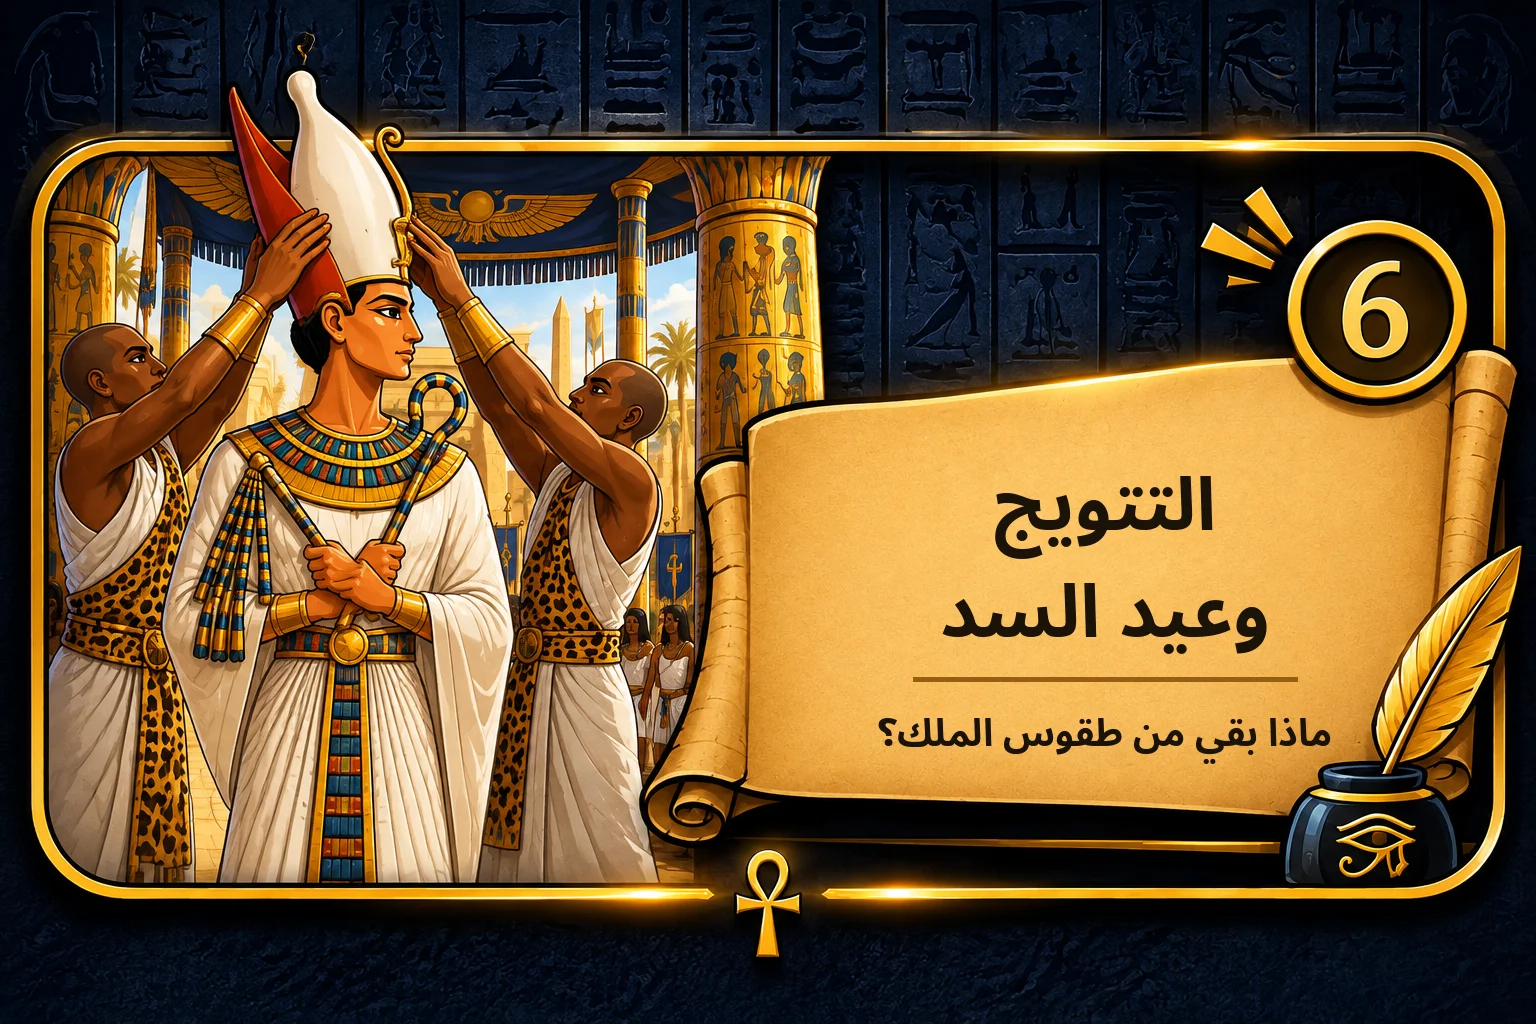 6
التتويج
وعيد السد
ماذا بقي من طقوس الملك؟